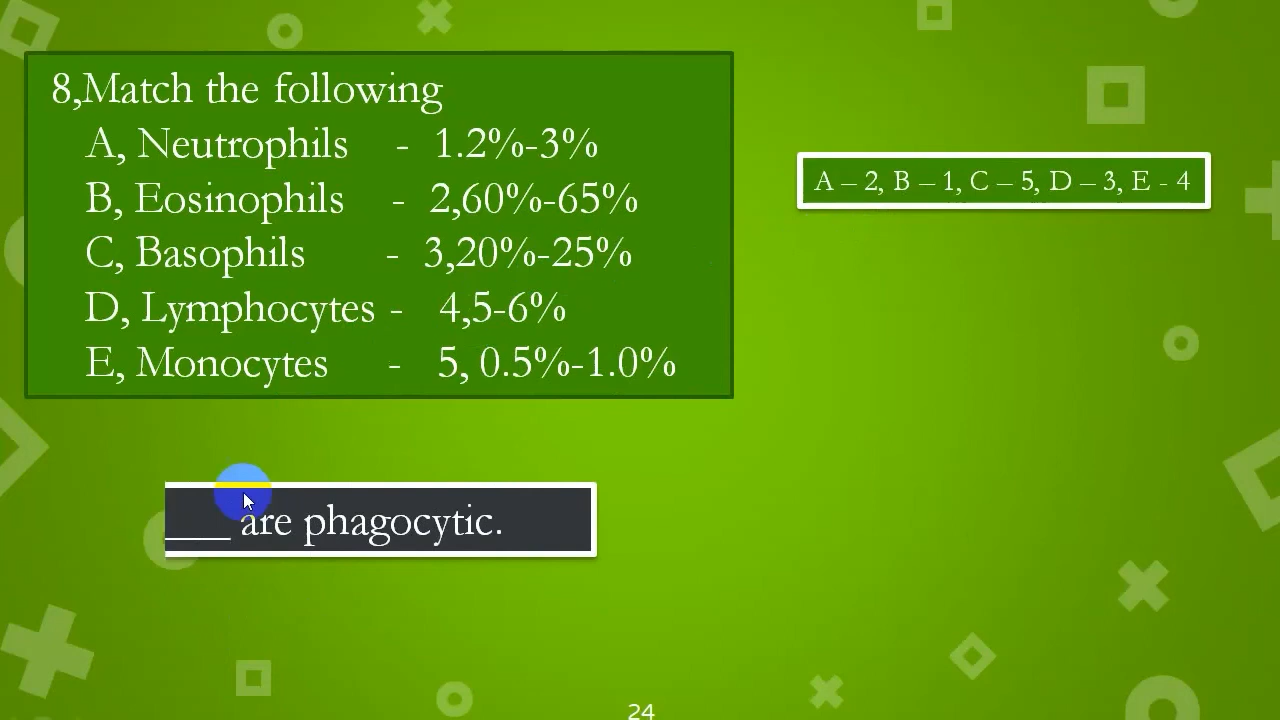 8,Match the following
A, Neutrophils - 1.2%-3%
B, Eosinophils - 2,60%-65%
C, Basophils - 3,20%-25%
D, Lymphocytes - 4,5-6%
E, Monocytes - 5, 0.5%-1.0%
A – 2, B – 1, C – 5, D – 3, E - 4
___ are phagocytic.
24